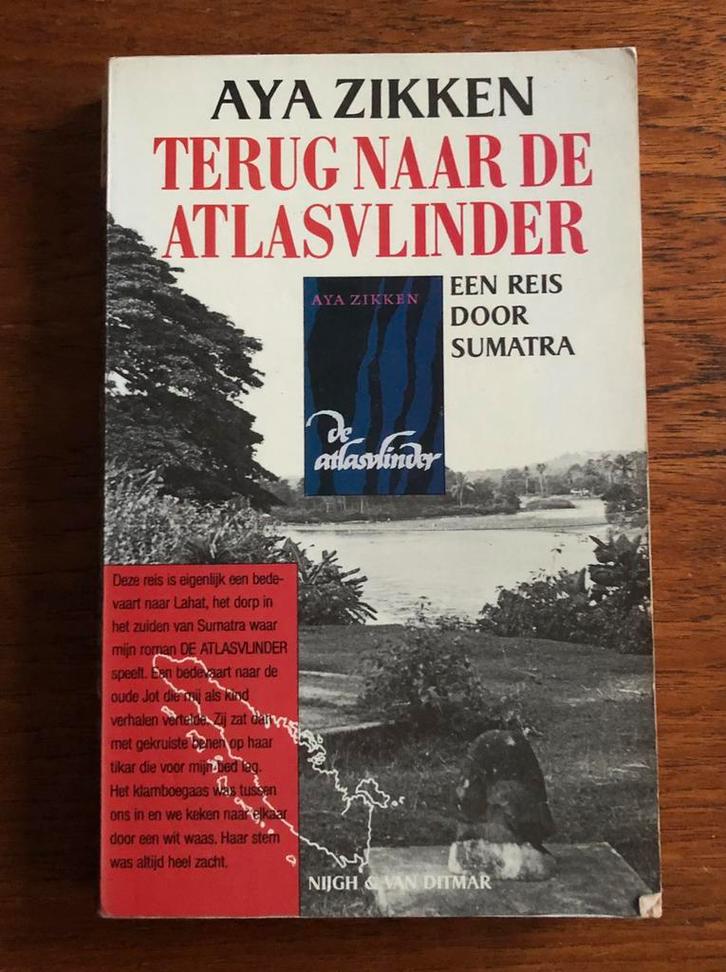 AYA ZIKKEN
TERUG NAAR DE
ATLASVLINDER
AYA ZIKKEN
de
atlasvlinder
EEN REIS
DOOR
SUMATRA
Deze reis is eigenlijk een bede-
vaart naar Lahat, het dorp in
het zuiden van Sumatra waar
mijn roman DE ATLASVLINDER
speelt. Een bedevaart naar de
oude Jot die mij als kind
verhalen vertelde. Zij zat dan
met gekruiste benen op haar
tikar die voor mijn bed lag.
Het klamboegaas was tussen
ons in en we keken naar elkaar
door een wit waas. Haar stem
was altijd heel zacht.
NIJGH & VAN DITMAR